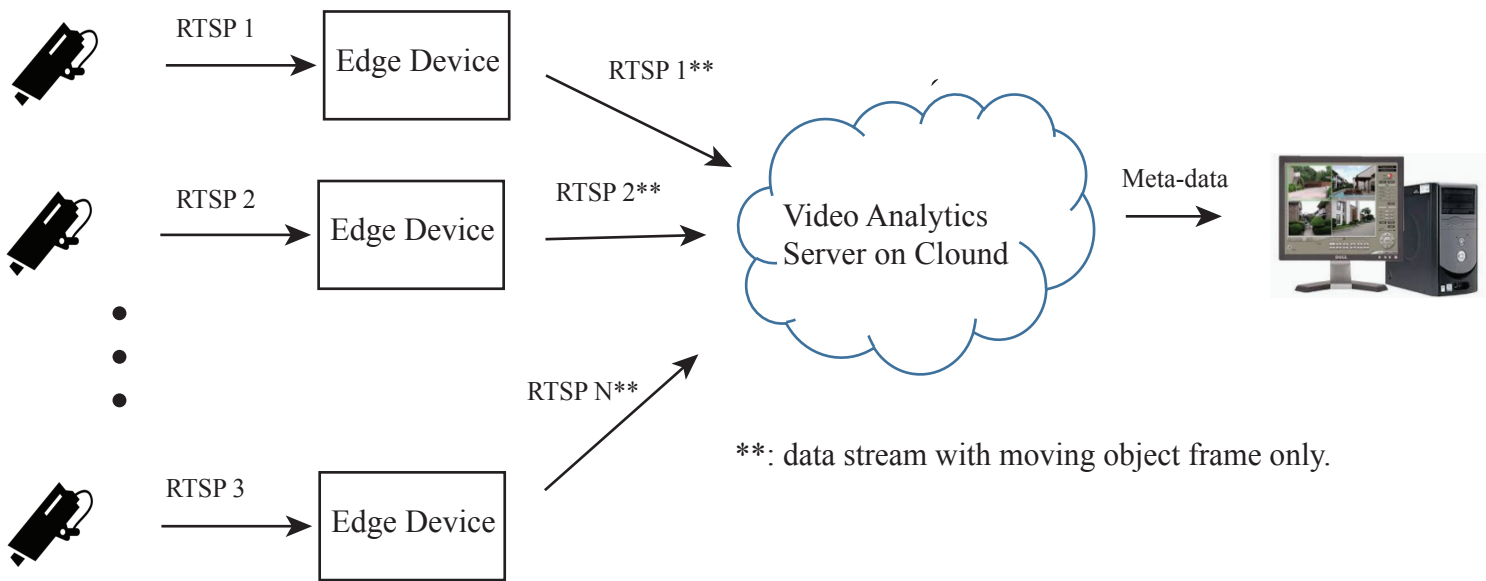 RTSP 1
Edge Device
RTSP 1**
RTSP 2
Edge Device
RTSP 2**
Video Analytics
Server on Clound
Meta-data
RTSP N**
**: data stream with moving object frame only.
RTSP 3
Edge Device
DELL